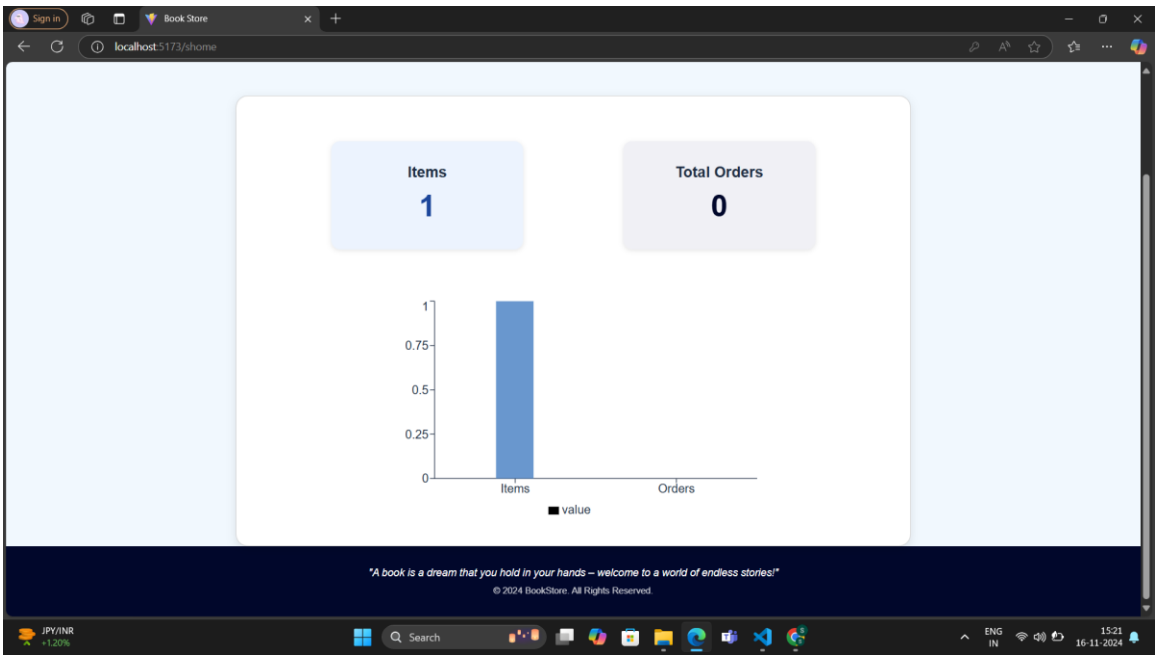 Sign in
Book Store
localhost:5173/shome
Items
1
Total Orders
0
1
0.75
0.5
0.25
0
Items Orders
value
"A book is a dream that you hold in your hands – welcome to a world of endless stories!"
© 2024 BookStore. All Rights Reserved.
JPY/INR
+1.20%
Search
ENG
IN
15:21
16-11-2024